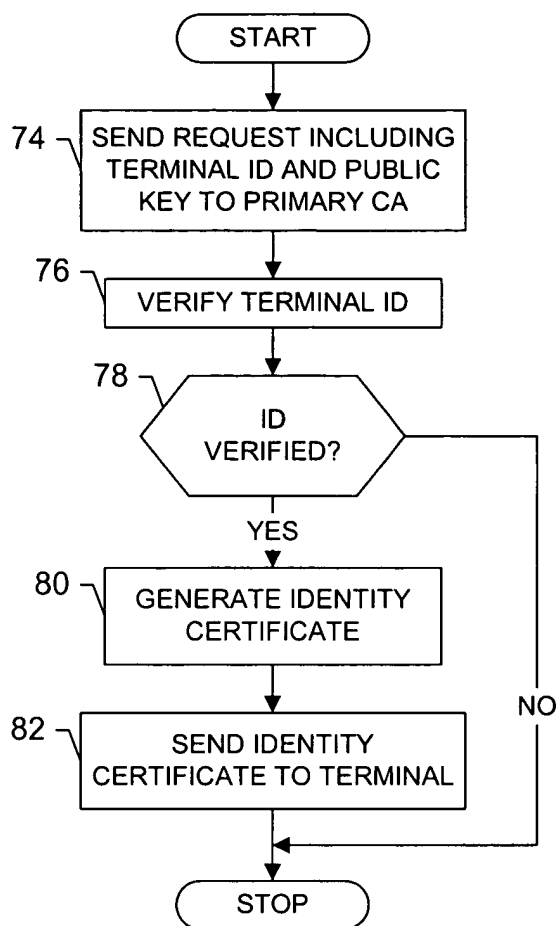 START
74
SEND REQUEST INCLUDING
TERMINAL ID AND PUBLIC
KEY TO PRIMARY CA
76
VERIFY TERMINAL ID
78
ID
VERIFIED?
YES
80
GENERATE IDENTITY
CERTIFICATE
NO
82
SEND IDENTITY
CERTIFICATE TO TERMINAL
STOP